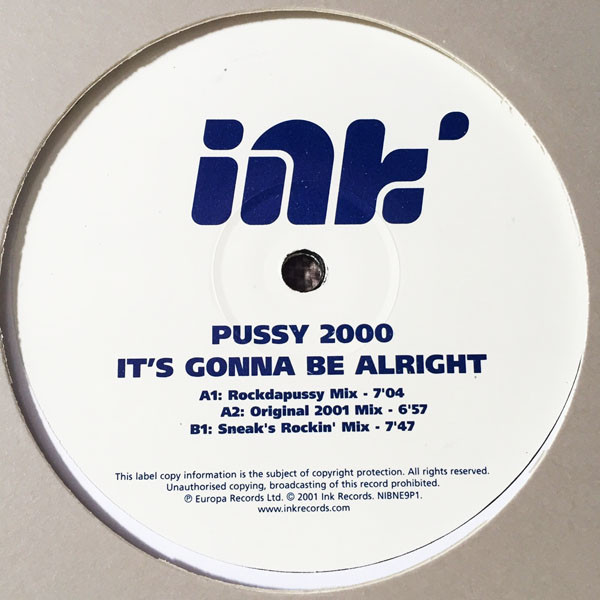 ink
PUSSY 2000
IT'S GONNA BE ALRIGHT
A1: Rockdapussy Mix - 7'04
A2: Original 2001 Mix - 6'57
B1: Sneak's Rockin' Mix - 7'47
This label copy information is the subject of copyright protection. All rights reserved.
Unauthorised copying, broadcasting of this record prohibited.
℗ Europa Records Ltd. © 2001 Ink Records. NIBNE9P1.
www.inkrecords.com